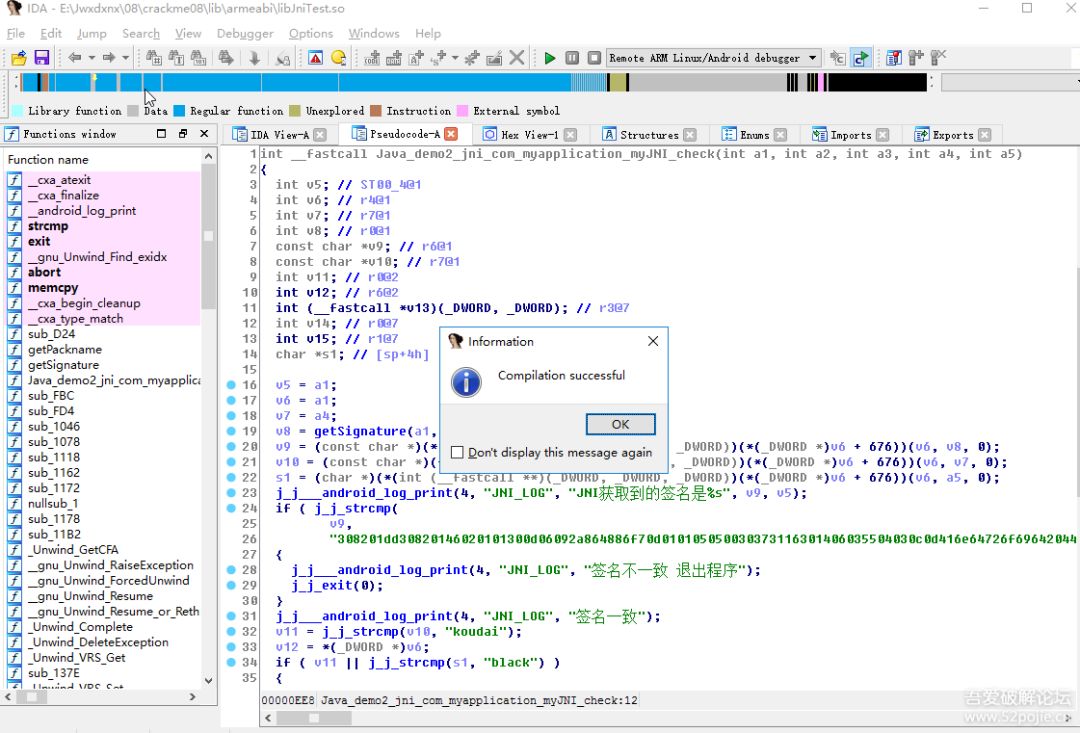 IDA - E:\Jwxdxnx\08\crackme08\lib\armeabi\libJniTest.so
File Edit Jump Search View Debugger Options Windows Help
Remote ARM Linux/Android debugger
Library function Data Regular function Unexplored Instruction External symbol
Functions window
IDA View-A Pseudocode-A Hex View-1 Structures Enums Imports Exports
Function name
__cxa_atexit
__cxa_finalize
__android_log_print
strcmp
exit
__gnu_Unwind_Find_exidx
abort
memcpy
__cxa_begin_cleanup
__cxa_type_match
sub_D24
getPackname
getSignature
Java_demo2_jni_com_myapplica
sub_FBC
sub_FD4
sub_1046
sub_1078
sub_1118
sub_1148
sub_1162
sub_1172
nullsub_1
sub_1178
sub_11B2
_Unwind_GetCFA
__gnu_Unwind_RaiseException
__gnu_Unwind_ForcedUnwind
__gnu_Unwind_Resume
__gnu_Unwind_Resume_or_Reth
_Unwind_Complete
_Unwind_DeleteException
_Unwind_VRS_Get
sub_137E
_Unwind_VRS_Set
1 int __fastcall Java_demo2_jni_com_myapplication_myJNI_check(int a1, int a2, int a3, int a4, int a5)
2 {
3 int v5; // ST00_4@1
4 int v6; // r4@1
5 int v7; // r7@1
6 int v8; // r0@1
7 const char *v9; // r6@1
8 const char *v10; // r7@1
9 int v11; // r0@2
10 int v12; // r6@2
11 int (__fastcall *v13)(_DWORD, _DWORD); // r3@7
12 int v14; // r0@7
13 int v15; // r1@7
14 char *s1; // [sp+4h]
15
16 v5 = a1;
17 v6 = a1;
18 v7 = a4;
19 v8 = getSignature(a1,
20 v9 = (const char *)(* _DWORD))(*(_DWORD *)v6 + 676))(v6, v8, 0);
21 v10 = (const char *)( , _DWORD))(*(_DWORD *)v6 + 676))(v6, v7, 0);
22 s1 = (char *)(*(int (__fastcall **)(_DWORD, _DWORD, _DWORD))(*(_DWORD *)v6 + 676))(v6, a5, 0);
23 j_j___android_log_print(4, "JNI_LOG", "JNI获取到的签名是%s", v9, v5);
24 if ( j_j_strcmp(
25 v9,
26 "308201dd30820146020101300d06092a864886f70d010105050030373116301406035504030c0d416e64726f69642044
27 {
28 j_j___android_log_print(4, "JNI_LOG", "签名不一致 退出程序");
29 j_j_exit(0);
30 }
31 j_j___android_log_print(4, "JNI_LOG", "签名一致");
32 v11 = j_j_strcmp(v10, "koudai");
33 v12 = *(_DWORD *)v6;
34 if ( v11 || j_j_strcmp(s1, "black") )
35 {
Information
Compilation successful
OK
Don't display this message again
00000EE8 Java_demo2_jni_com_myapplication_myJNI_check:12
吾爱破解论坛
www.52pojie.c